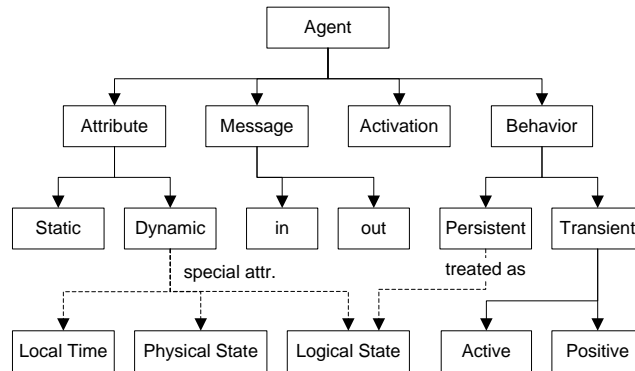 Agent
Attribute
Message
Activation
Behavior
Static
Dynamic
in
out
Persistent
Transient
special attr.
treated as
Local Time
Physical State
Logical State
Active
Positive